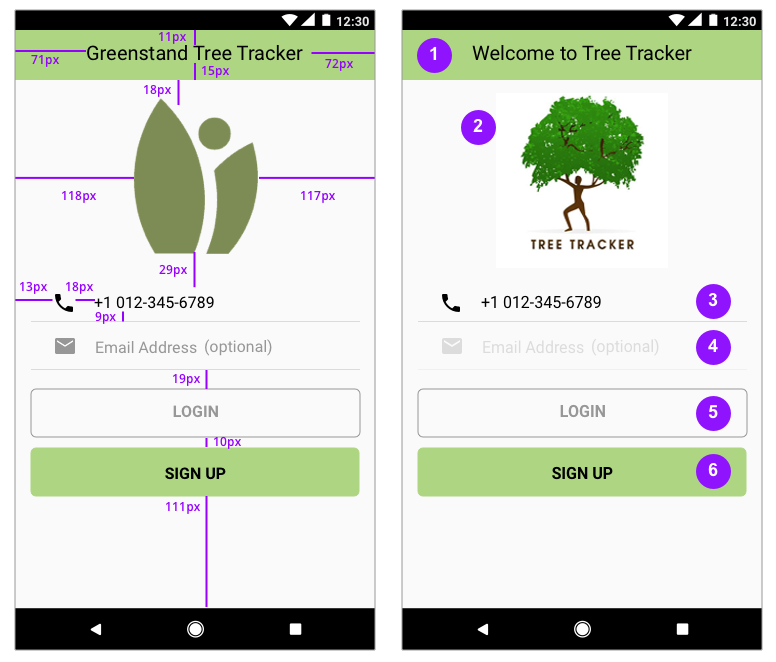 12:30
11px
Greenstand Tree Tracker
71px
72px
15px
18px
118px
117px
29px
13px
18px
+1 012-345-6789
9px
Email Address (optional)
19px
LOGIN
10px
SIGN UP
111px
12:30
1
Welcome to Tree Tracker
2
TREE TRACKER
+1 012-345-6789
3
Email Address (optional)
4
LOGIN
5
SIGN UP
6